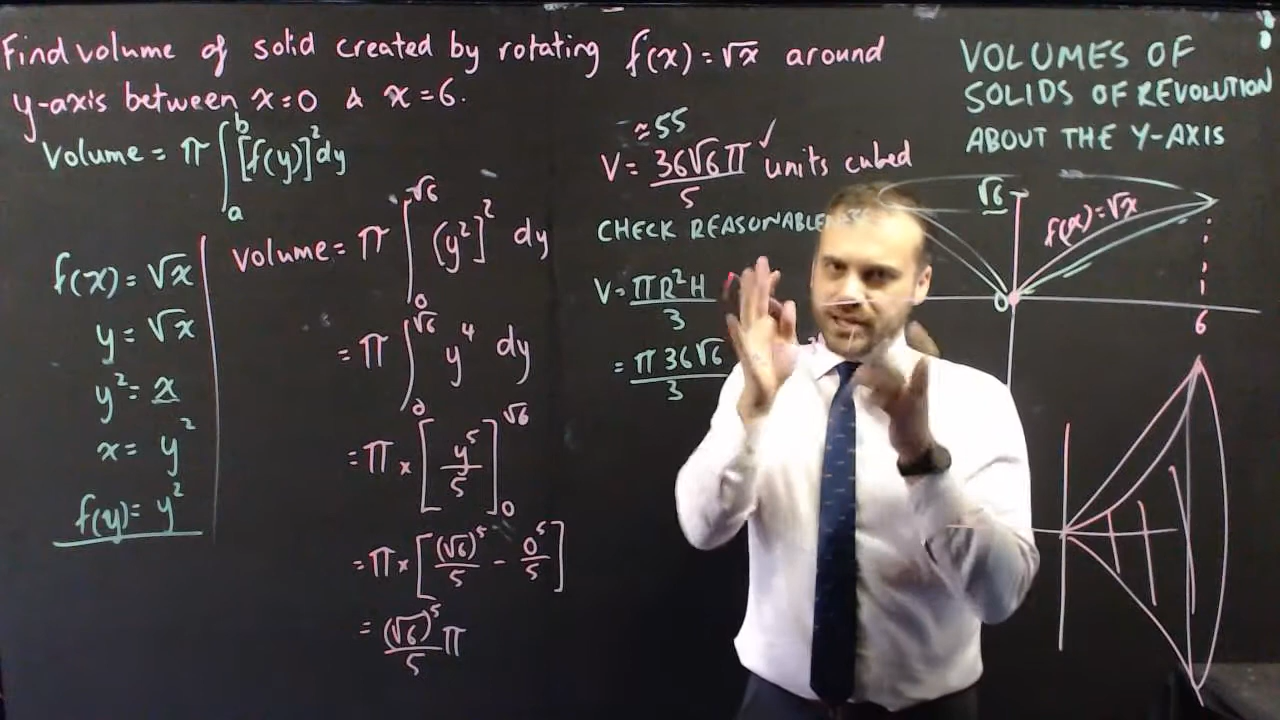 Find volume of solid created by rotating f(x) = √x around
y-axis between x=0 & x=6.
Volume = π ∫ₐᵇ [f(y)]² dy
f(x) = √x
y = √x
y² = x
x = y²
f(y) = y²
Volume = π ∫₀^√6 (y²]² dy
= π ∫₀^√6 y⁴ dy
= π × [y⁵/5]₀^√6
= π × [(√6)⁵/5 - 0⁵/5]
= (√6)⁵/5 π
≈ 55
V = 36√6π/5 ✓ units cubed
CHECK
V = πR²H/3
= π36√6/3
VOLUMES OF
SOLIDS OF REVOLUTION
ABOUT THE Y-AXIS
√6
f(x) = √x
0
6